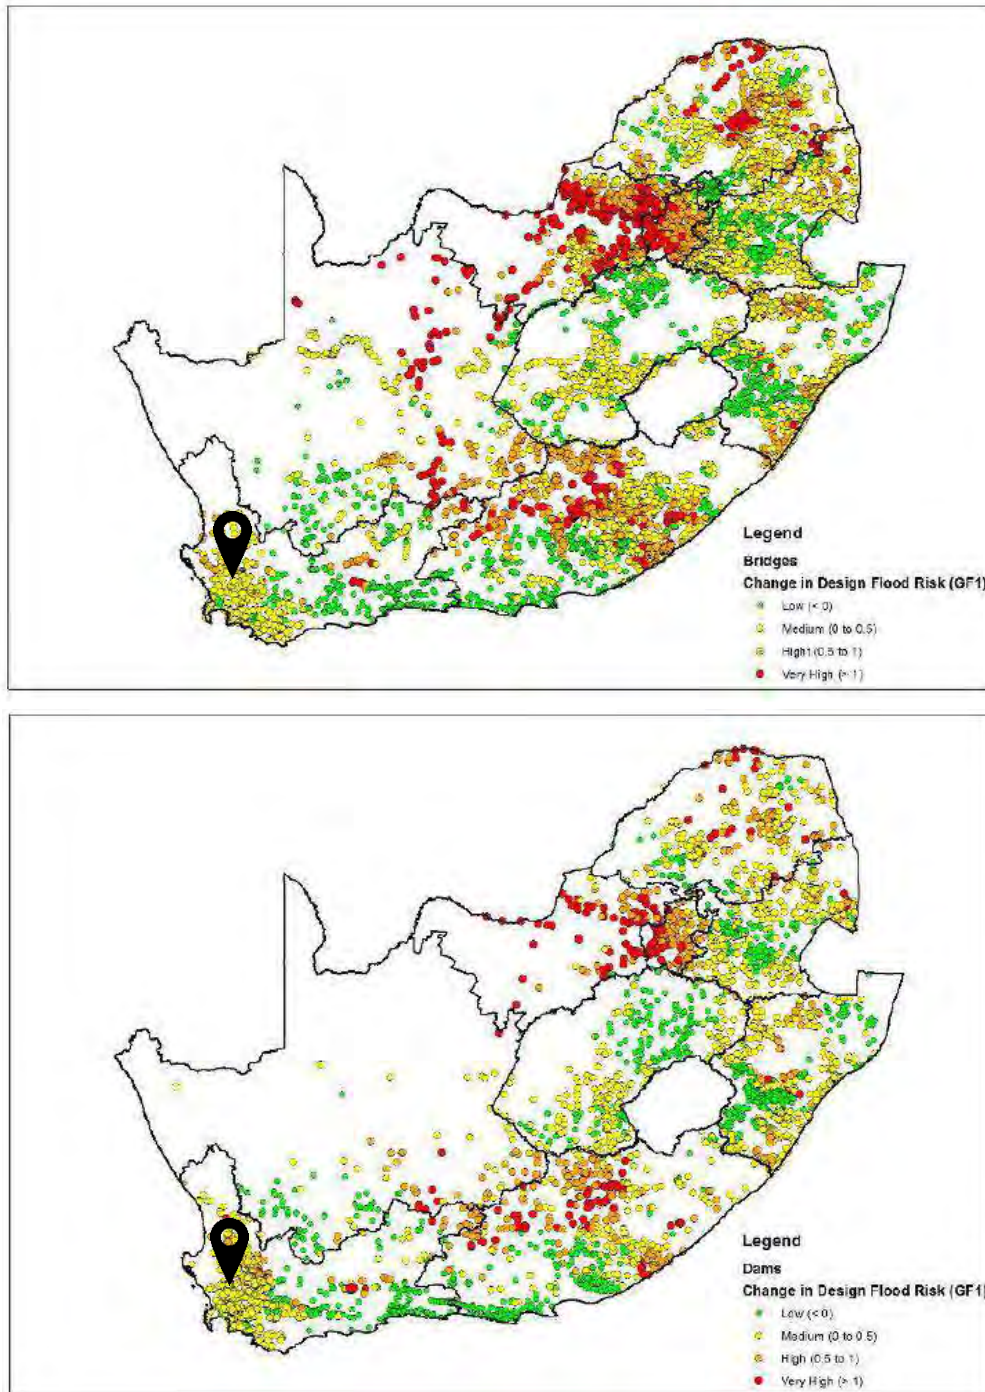 Legend
Bridges
Change in Design Flood Risk (GF1)
Low (< 0)
Medium (0 to 0.5)
High (0.5 to 1)
Very High (> 1)
Legend
Dams
Change in Design Flood Risk (GF1)
Low (< 0)
Medium (0 to 0.5)
High (0.5 to 1)
Very High (> 1)